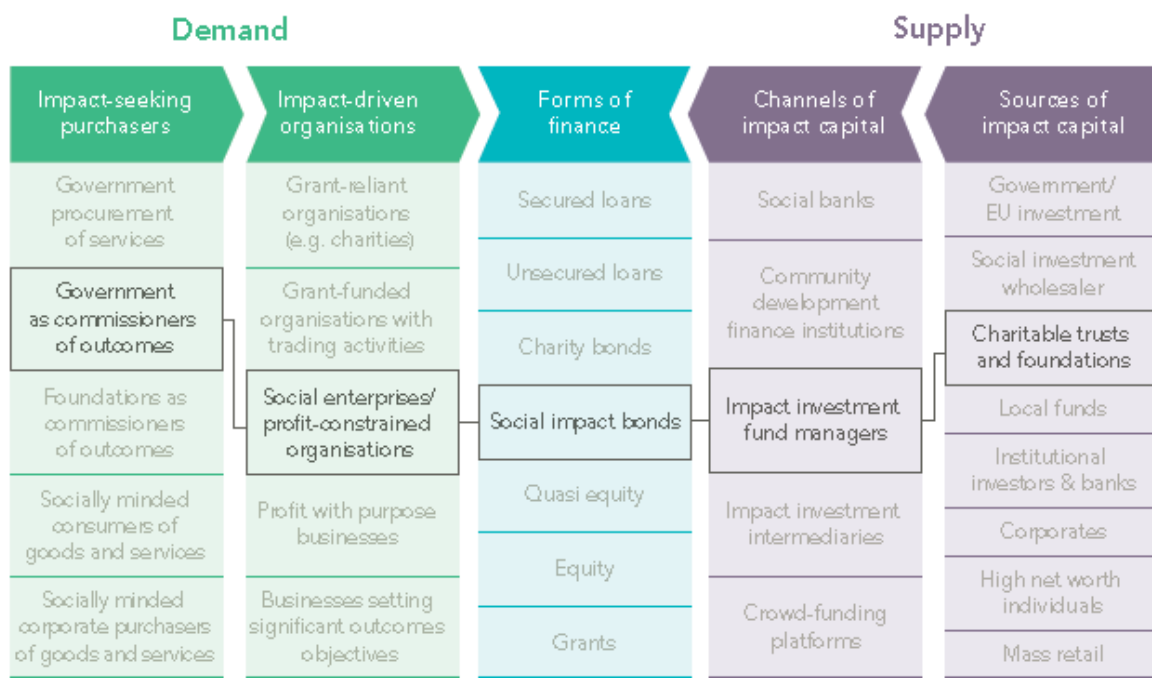 Demand
Supply
Impact-seeking
purchasers
Government
procurement
of services
Government
as commissioners
of outcomes
Foundations as
commissioners
of outcomes
Socially minded
consumers of
goods and services
Socially minded
corporate purchasers
of goods and services
Impact-driven
organisations
Grant-reliant
organisations
(e.g. charities)
Grant-funded
organisations with
trading activities
Social enterprises/
profit-constrained
organisations
Profit with purpose
businesses
Businesses setting
significant outcomes
objectives
Forms of
finance
Secured loans
Unsecured loans
Charity bonds
Social impact bonds
Quasi equity
Equity
Grants
Channels of
impact capital
Social banks
Community
development
finance institutions
Impact investment
fund managers
Impact investment
intermediaries
Crowd-funding
platforms
Sources of
impact capital
Government/
EU investment
Social investment
wholesaler
Charitable trusts
and foundations
Local funds
Institutional
investors & banks
Corporates
High net worth
individuals
Mass retail